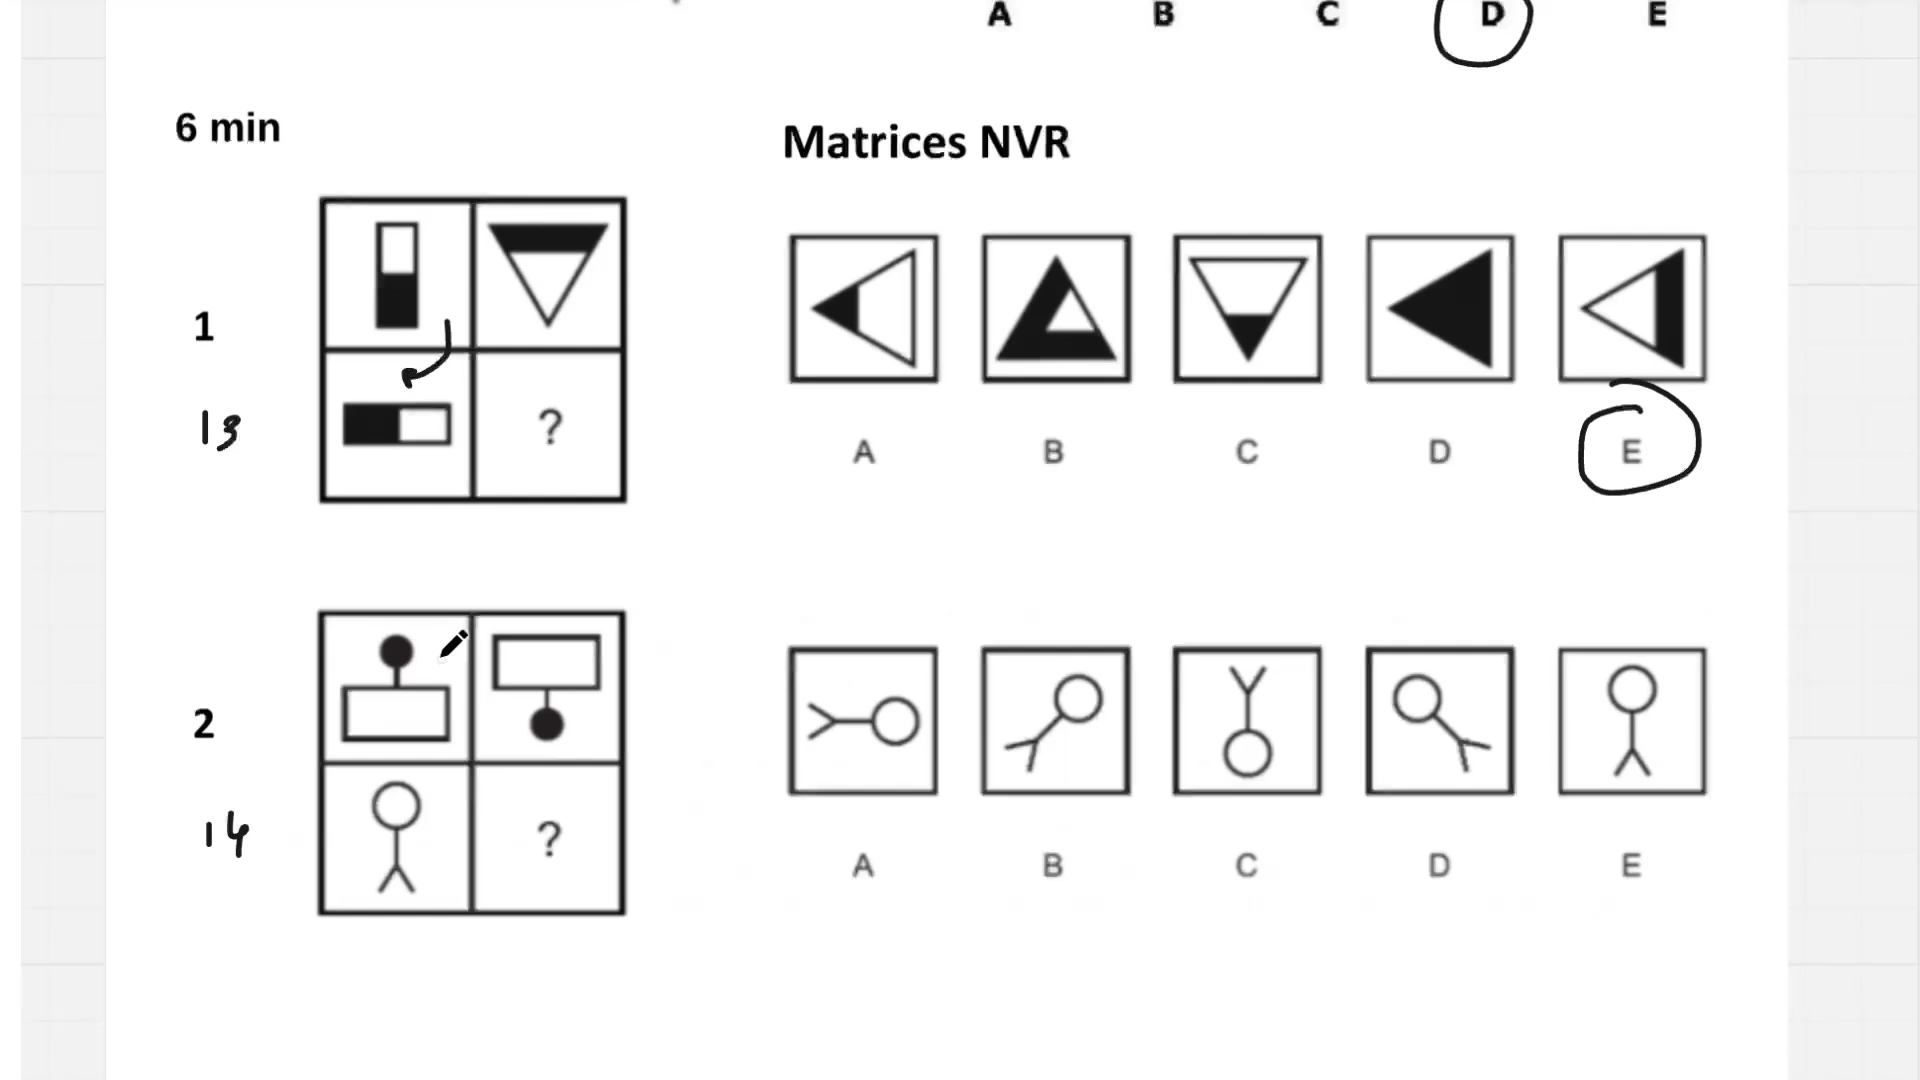 A B C D E
6 min
Matrices NVR
1
13
?
A B C D E
2
14
?
A B C D E